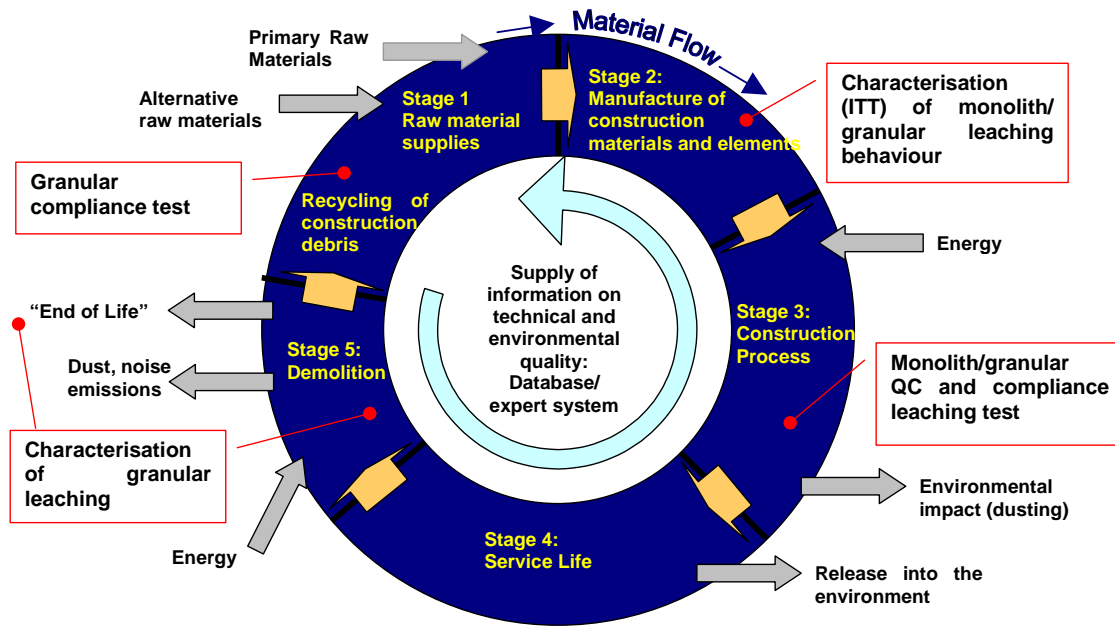 Material Flow
Primary Raw
Materials
Alternative
raw materials
Stage 1
Raw material
supplies
Stage 2:
Manufacture of
construction
materials and elements
Characterisation
(ITT) of monolith/
granular leaching
behaviour
Granular
compliance test
Recycling of
construction
debris
Energy
Supply of
information on
technical and
environmental
quality:
Database/
expert system
“End of Life”
Stage 3:
Construction
Process
Stage 5:
Demolition
Dust, noise
emissions
Monolith/granular
QC and compliance
leaching test
Characterisation
of granular
leaching
Environmental
impact (dusting)
Energy
Stage 4:
Service Life
Release into the
environment